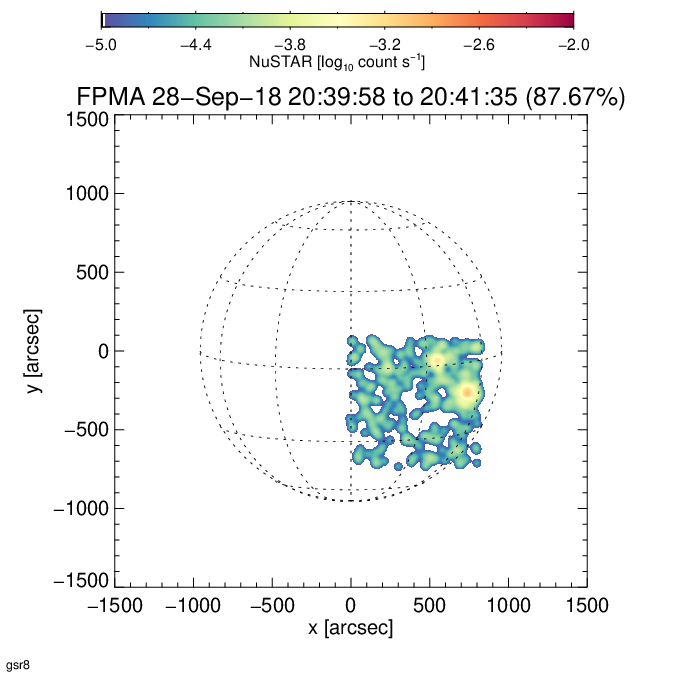 −5.0 −4.4 −3.8 −3.2 −2.6 −2.0
NuSTAR [log₁₀ count s⁻¹]
FPMA 28−Sep−18 20:39:58 to 20:41:35 (87.67%)
1500
1000
500
0
−500
−1000
−1500
y [arcsec]
−1500 −1000 −500 0 500 1000 1500
x [arcsec]
gsr8